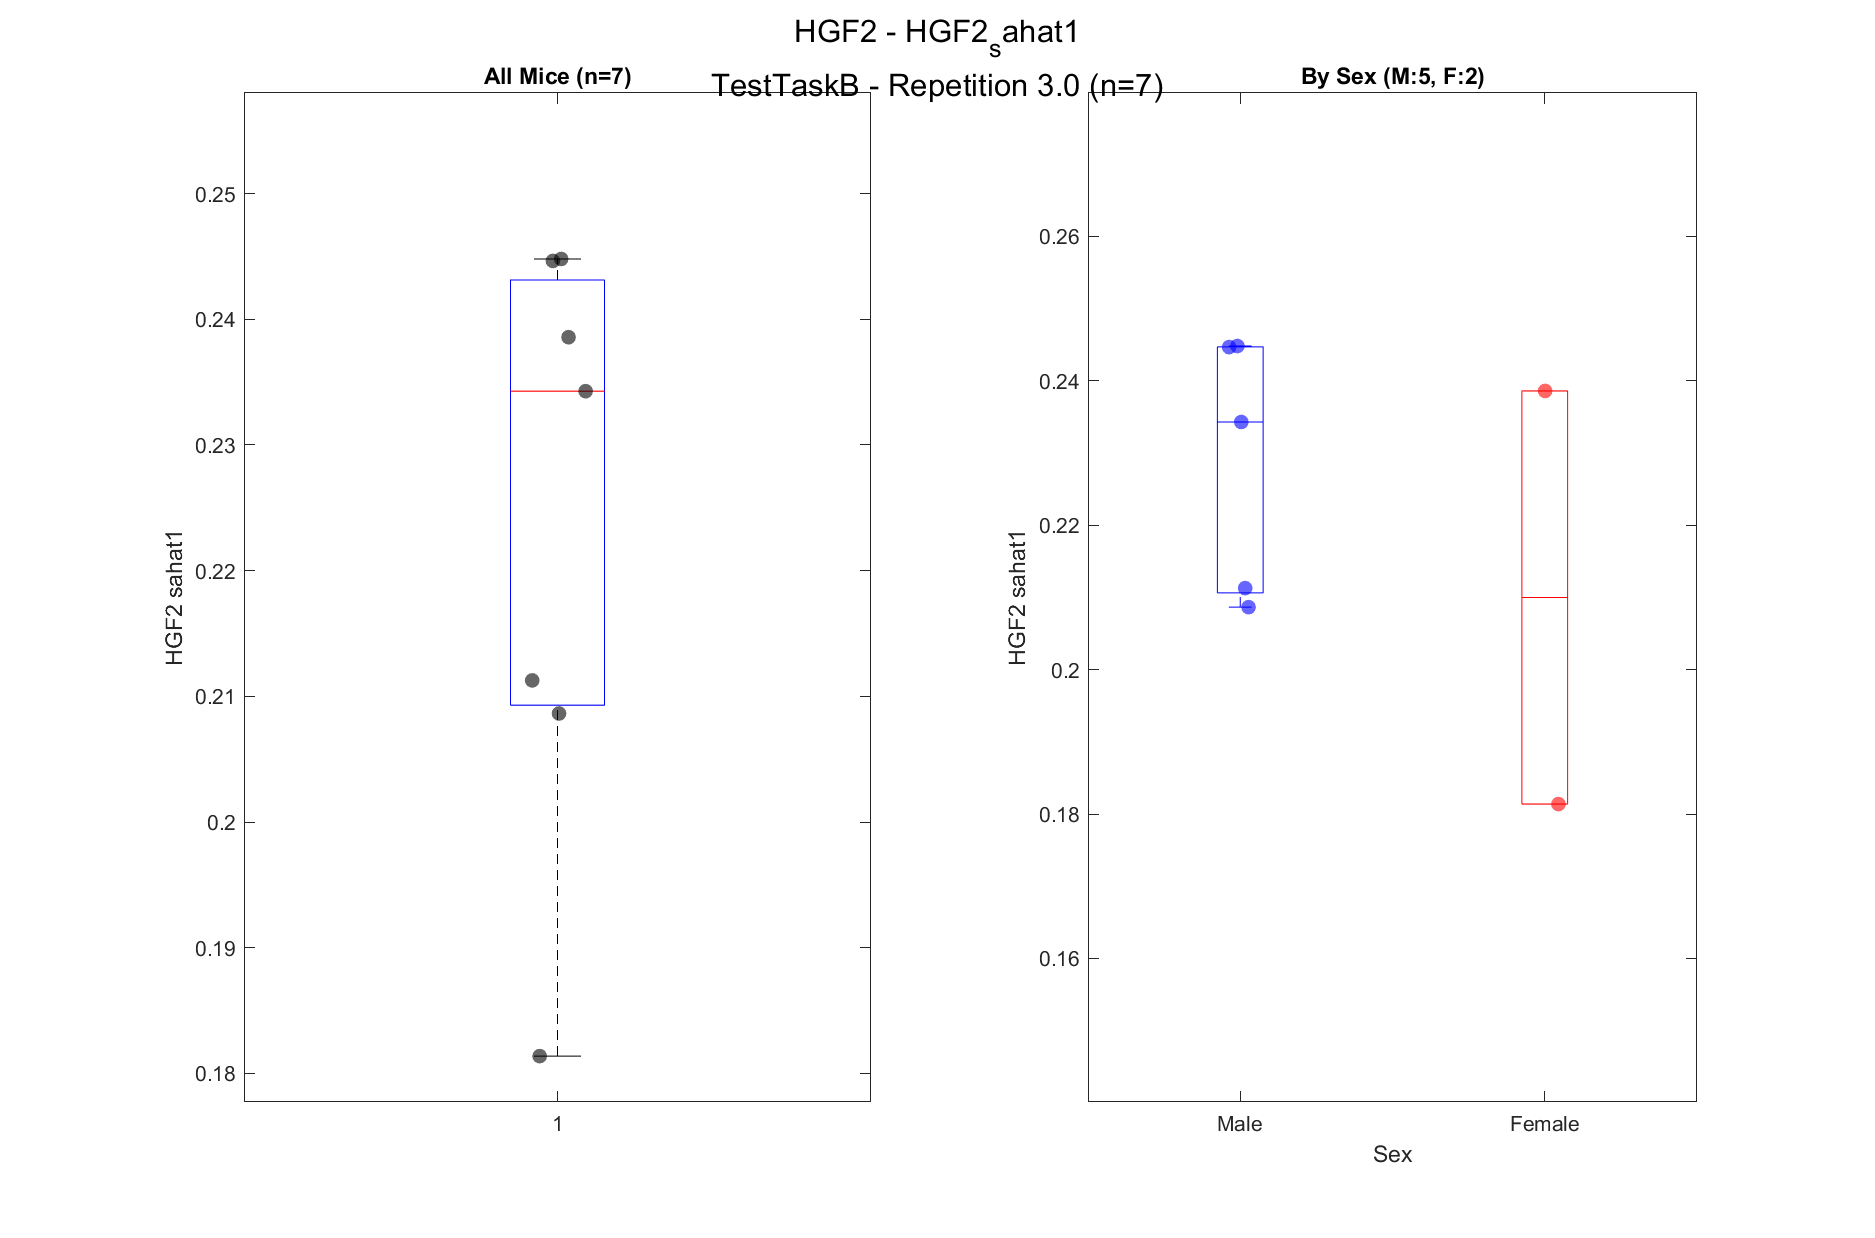 HGF2 - HGF2sahat1
TestTaskB - Repetition 3.0 (n=7)
All Mice (n=7)
HGF2 sahat1
0.25
0.24
0.23
0.22
0.21
0.2
0.19
0.18
1
By Sex (M:5, F:2)
HGF2 sahat1
0.26
0.24
0.22
0.2
0.18
0.16
Male Female
Sex